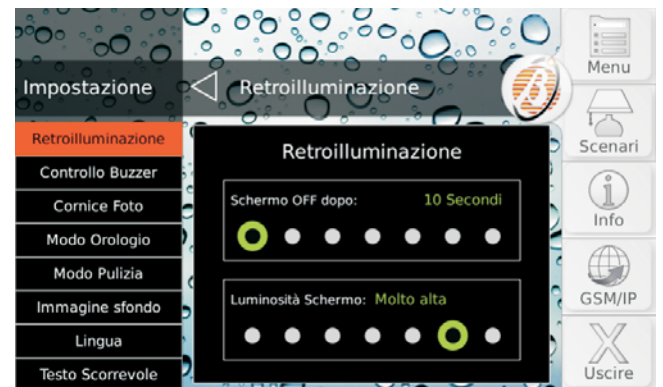 Impostazione
Retroilluminazione
Retroilluminazione
Controllo Buzzer
Cornice Foto
Modo Orologio
Modo Pulizia
Immagine sfondo
Lingua
Testo Scorrevole
Retroilluminazione
Schermo OFF dopo: 10 Secondi
Luminosità Schermo: Molto alta
B
Menu
Scenari
Info
GSM/IP
Uscire